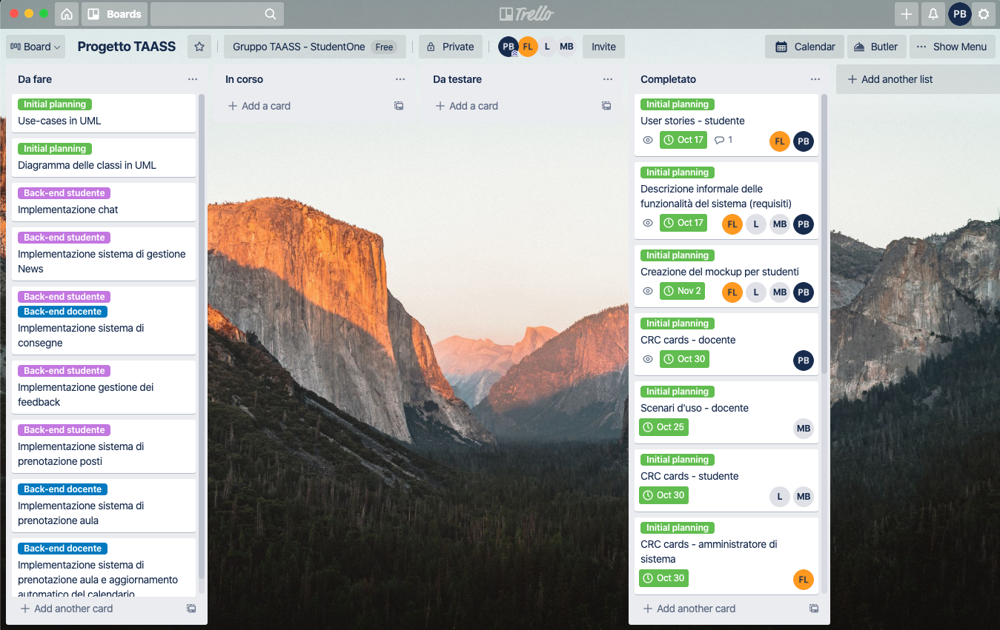 Boards
Trello
PB
Board
Progetto TAASS
Gruppo TAASS - StudentOne Free
Private
PB FL L MB
Invite
Calendar
Butler
Show Menu
Da fare
Initial planning
Use-cases in UML
Initial planning
Diagramma delle classi in UML
Back-end studente
Implementazione chat
Back-end studente
Implementazione sistema di gestione
News
Back-end studente
Back-end docente
Implementazione sistema di
consegne
Back-end studente
Implementazione gestione dei
feedback
Back-end studente
Implementazione sistema di
prenotazione posti
Back-end docente
Implementazione sistema di
prenotazione aula
Back-end docente
Implementazione sistema di
prenotazione aula e aggiornamento
automatico del calendario
Add another card
In corso
Add a card
Da testare
Add a card
Completato
Initial planning
User stories - studente
Oct 17 1 FL PB
Initial planning
Descrizione informale delle
funzionalità del sistema (requisiti)
Oct 17 FL L MB PB
Initial planning
Creazione del mockup per studenti
Nov 2 FL L MB PB
Initial planning
CRC cards - docente
Oct 30 PB
Initial planning
Scenari d'uso - docente
Oct 25 MB
Initial planning
CRC cards - studente
Oct 30 L MB
Initial planning
CRC cards - amministratore di
sistema
Oct 30 FL
Add another card
Add another list